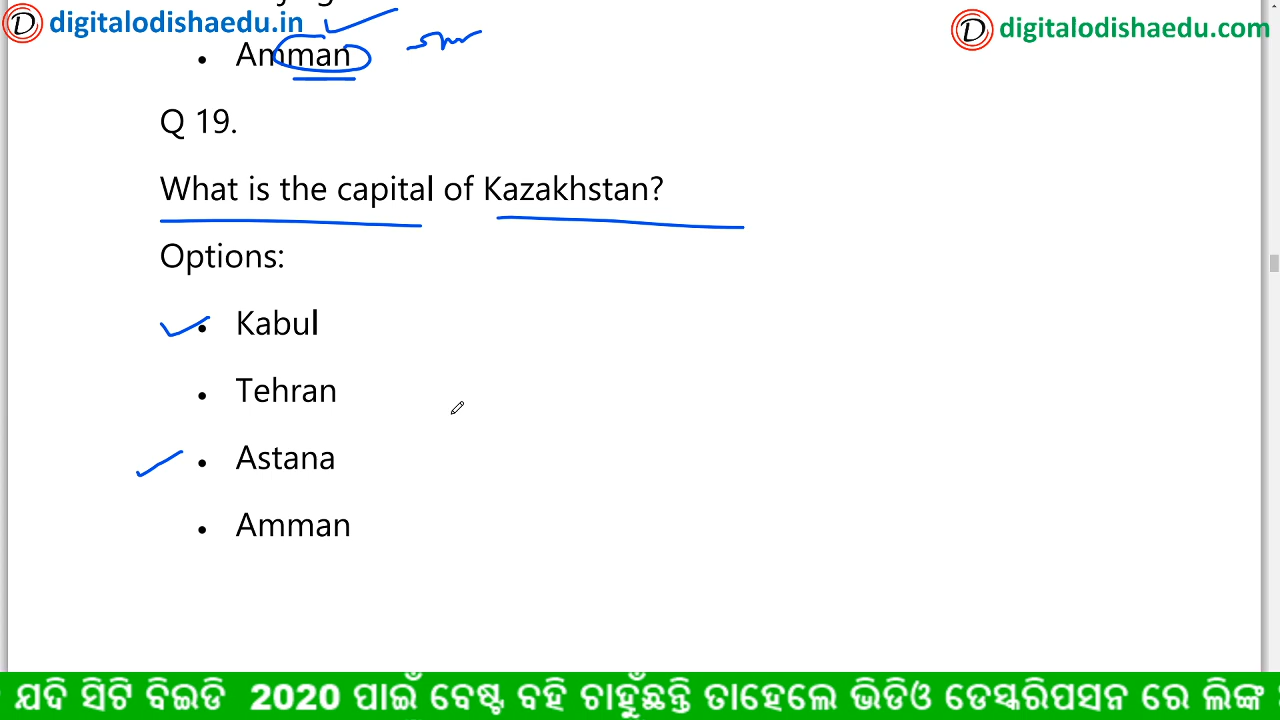 digitalodishaedu.in
digitalodishaedu.com
• Amman
Q 19.
What is the capital of Kazakhstan?
Options:
• Kabul
• Tehran
• Astana
• Amman
ଯଦି ସିଟି ବିଇଡି 2020 ପାଇଁ ବେଷ୍ଟ ବହି ଚାହୁଁଛନ୍ତି ତାହେଲେ ଭିଡିଓ ଡେସ୍କରିପସନ ରେ ଲିଙ୍କ